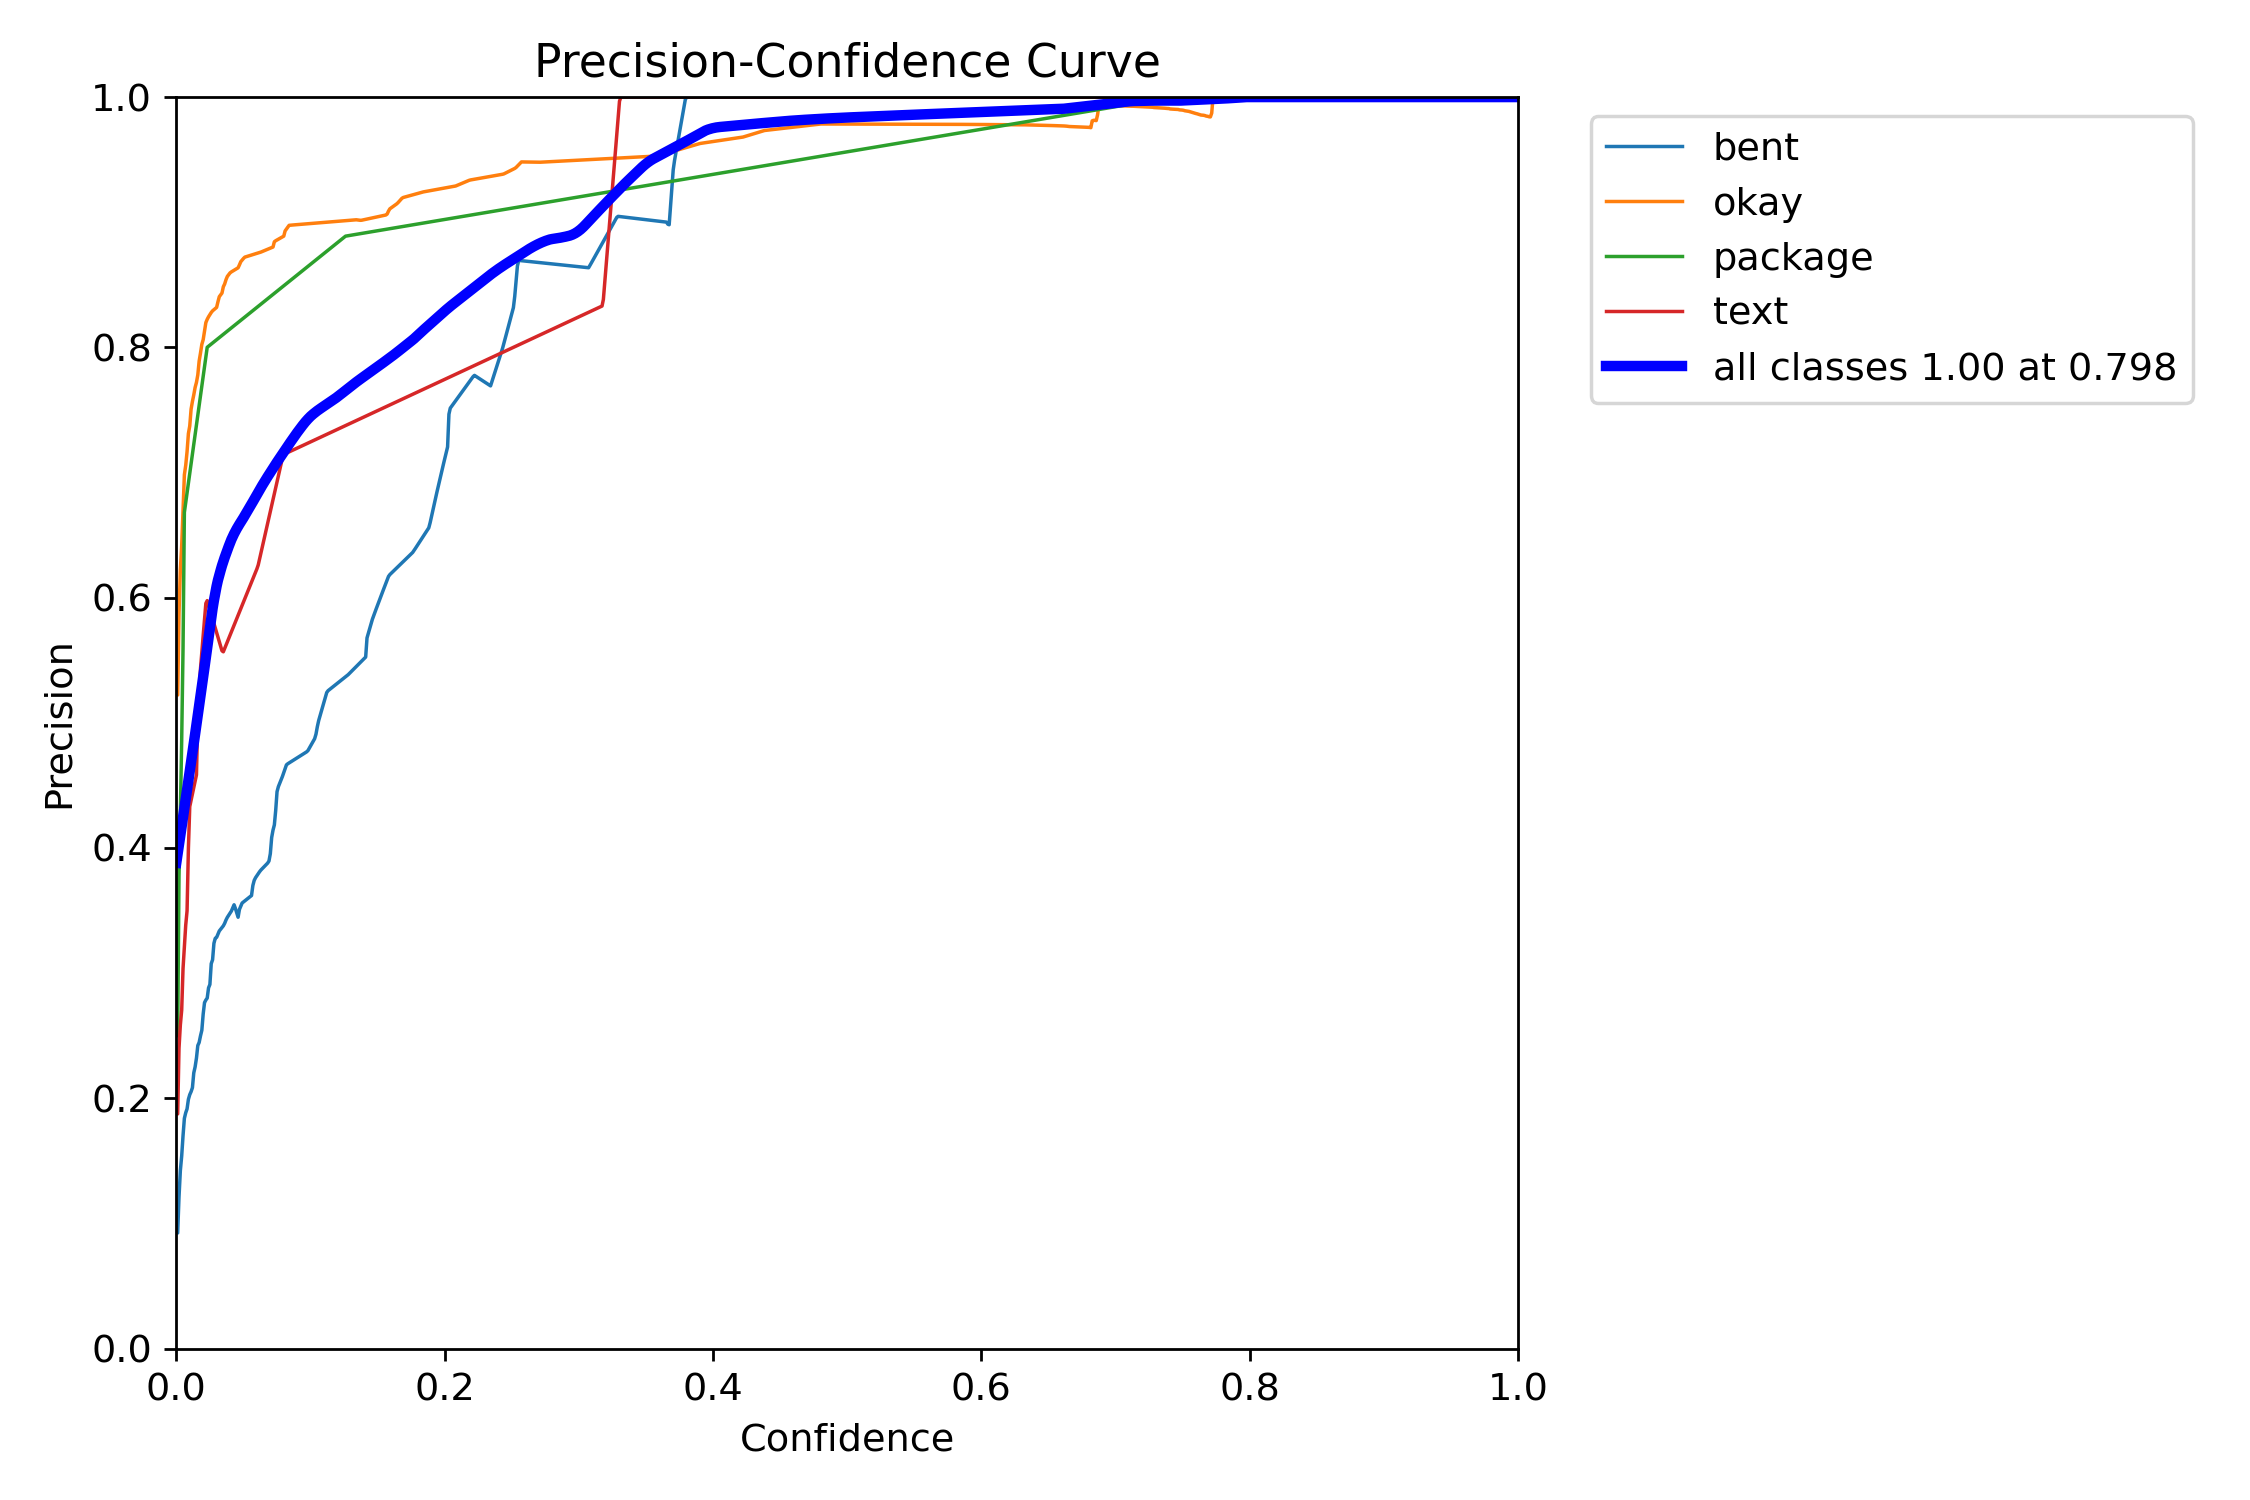 Precision-Confidence Curve
1.0
0.8
0.6
0.4
0.2
0.0
Precision
0.0 0.2 0.4 0.6 0.8 1.0
Confidence
bent
okay
package
text
all classes 1.00 at 0.798